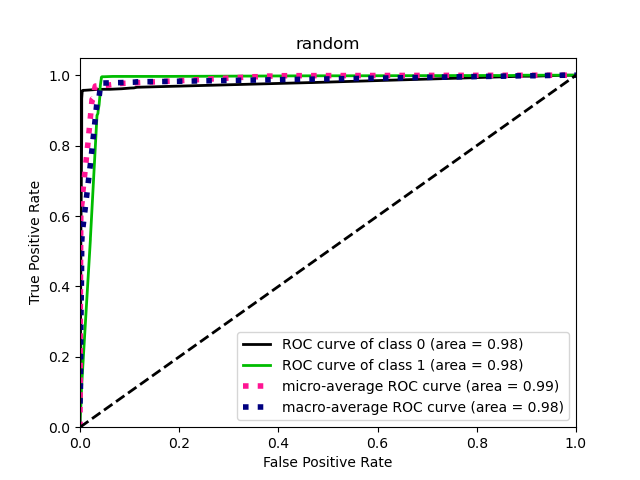 random
True Positive Rate
1.0
0.8
0.6
0.4
0.2
0.0
ROC curve of class 0 (area = 0.98)
ROC curve of class 1 (area = 0.98)
micro-average ROC curve (area = 0.99)
macro-average ROC curve (area = 0.98)
0.0 0.2 0.4 0.6 0.8 1.0
False Positive Rate